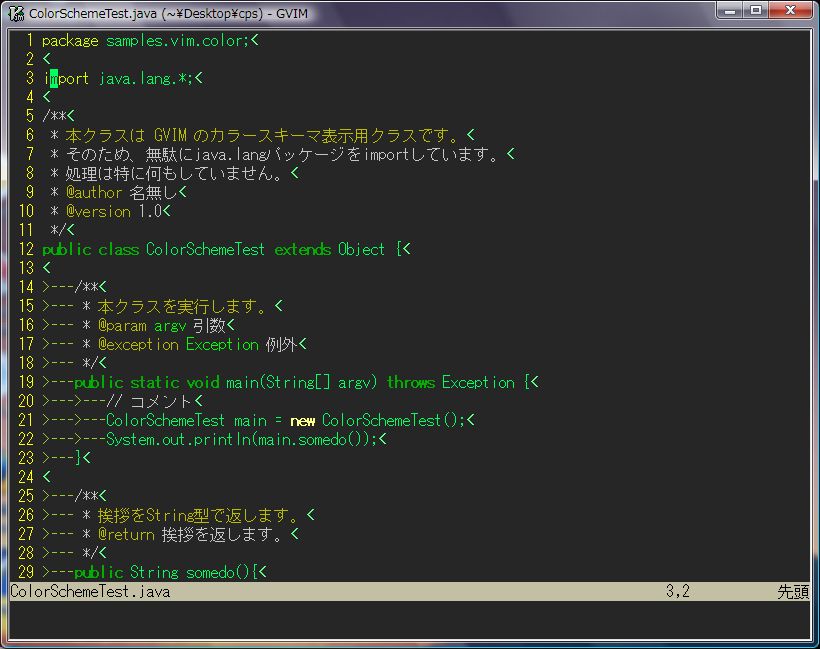 ColorSchemeTest.java (~¥Desktop¥cps) - GVIM
1 package samples.vim.color;<
2 <
3 import java.lang.*;<
4 <
5 /**<
6  * 本クラスは GVIM のカラースキーマ表示用クラスです。<
7  * そのため、無駄にjava.langパッケージをimportしています。<
8  * 処理は特に何もしていません。<
9  * @author 名無し<
10  * @version 1.0<
11  */<
12 public class ColorSchemeTest extends Object {<
13 <
14 >---/**<
15 >--- * 本クラスを実行します。<
16 >--- * @param argv 引数<
17 >--- * @exception Exception 例外<
18 >--- */<
19 >---public static void main(String[] argv) throws Exception {<
20 >--->---// コメント<
21 >--->---ColorSchemeTest main = new ColorSchemeTest();<
22 >--->---System.out.println(main.somedo());<
23 >---}<
24 <
25 >---/**<
26 >--- * 挨拶をString型で返します。<
27 >--- * @return 挨拶を返します。<
28 >--- */<
29 >---public String somedo(){<
ColorSchemeTest.java 3,2 先頭